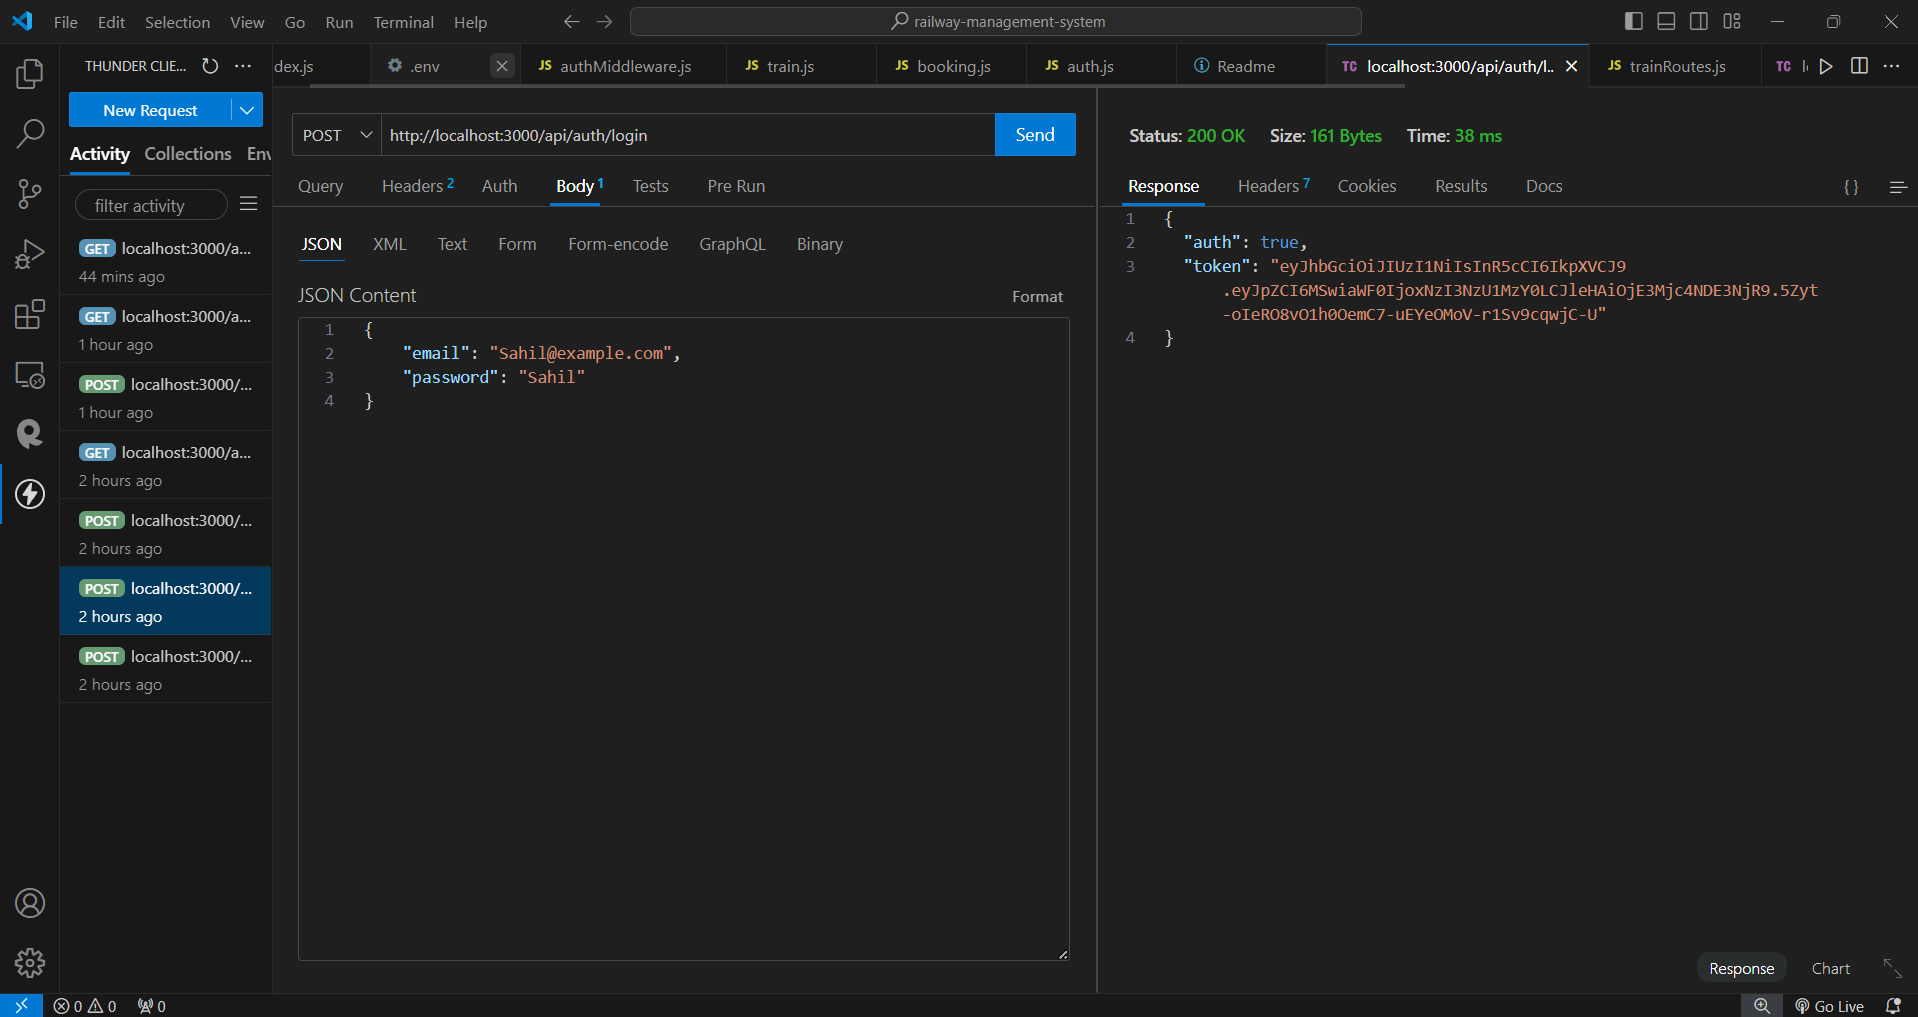 File Edit Selection View Go Run Terminal Help
railway-management-system
THUNDER CLIE...
dex.js
.env
JS authMiddleware.js
JS train.js
JS booking.js
JS auth.js
Readme
TC localhost:3000/api/auth/l..
JS trainRoutes.js
TC
New Request
Activity Collections Env
filter activity
GET localhost:3000/a...
44 mins ago
GET localhost:3000/a...
1 hour ago
POST localhost:3000/...
1 hour ago
GET localhost:3000/a...
2 hours ago
POST localhost:3000/...
2 hours ago
POST localhost:3000/...
2 hours ago
POST localhost:3000/...
2 hours ago
POST http://localhost:3000/api/auth/login Send
Query Headers 2 Auth Body 1 Tests Pre Run
JSON XML Text Form Form-encode GraphQL Binary
JSON Content Format
1 {
2 "email": "Sahil@example.com",
3 "password": "Sahil"
4 }
Status: 200 OK Size: 161 Bytes Time: 38 ms
Response Headers 7 Cookies Results Docs { }
1 {
2 "auth": true,
3 "token": "eyJhbGciOiJIUzI1NiIsInR5cCI6IkpXVCJ9
.eyJpZCI6MSwiaWF0IjoxNzI3NzU1MzY0LCJleHAiOjE3Mjc4NDE3NjR9.5Zyt
-oIeRO8vO1h0OemC7-uEYeOMoV-r1Sv9cqwjC-U"
4 }
Response Chart
0 0 0
Go Live